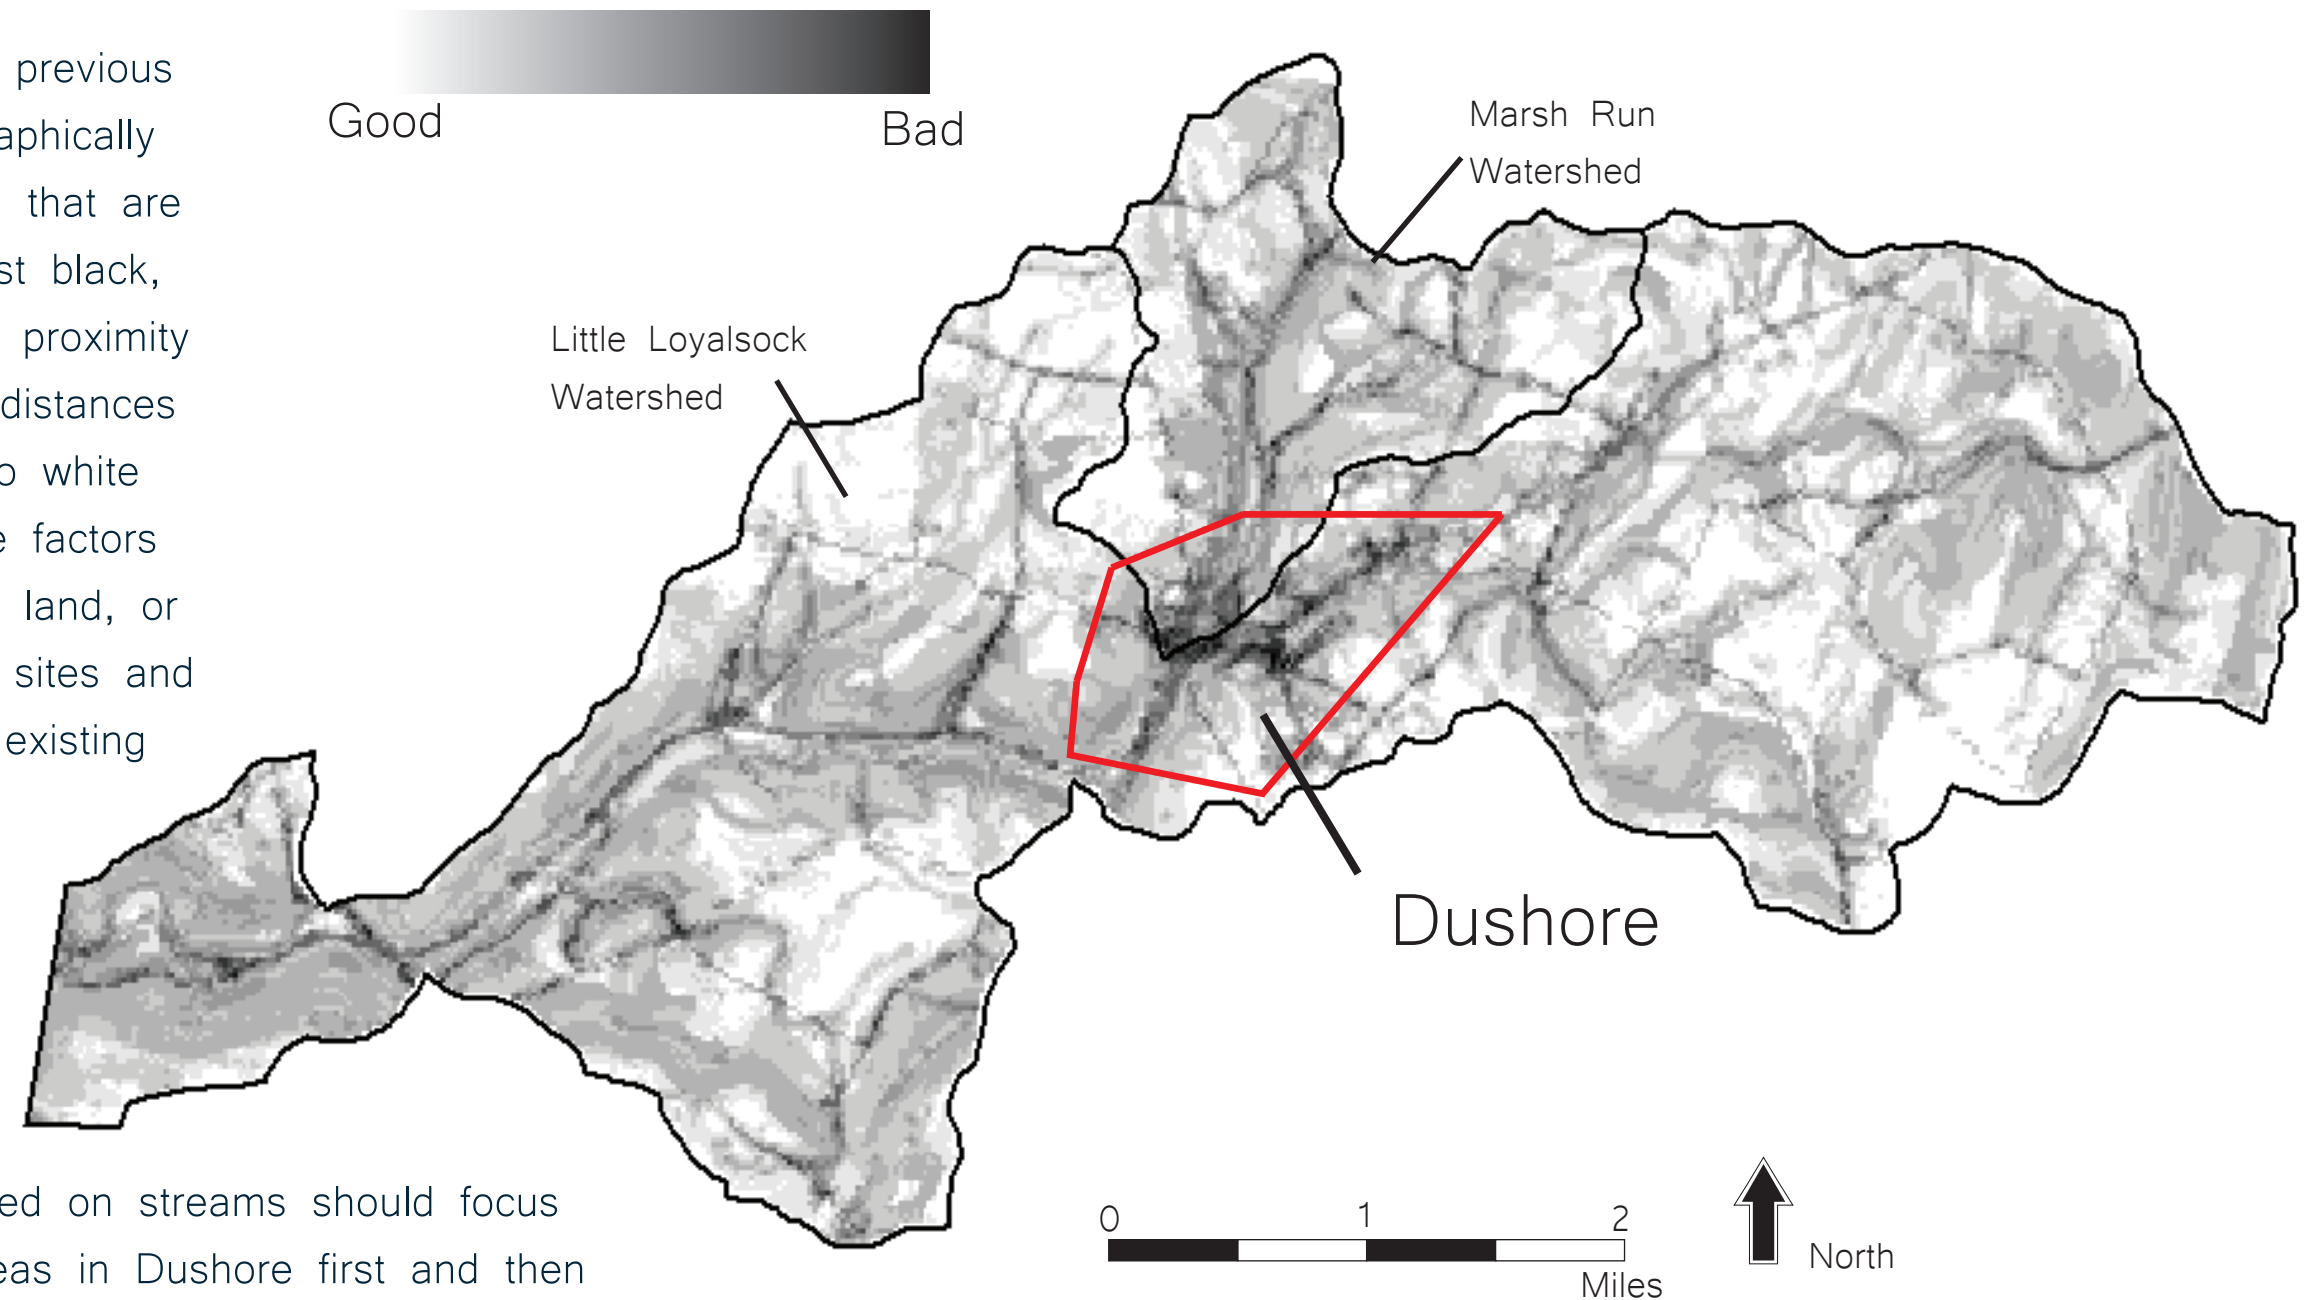 previous
aphically
that are
st black,
proximity
distances
o white
e factors
land, or
sites and
existing
Good
Bad
Marsh Run
Watershed
Little Loyalsock
Watershed
Dushore
ed on streams should focus
eas in Dushore first and then
0 1 2
Miles
North